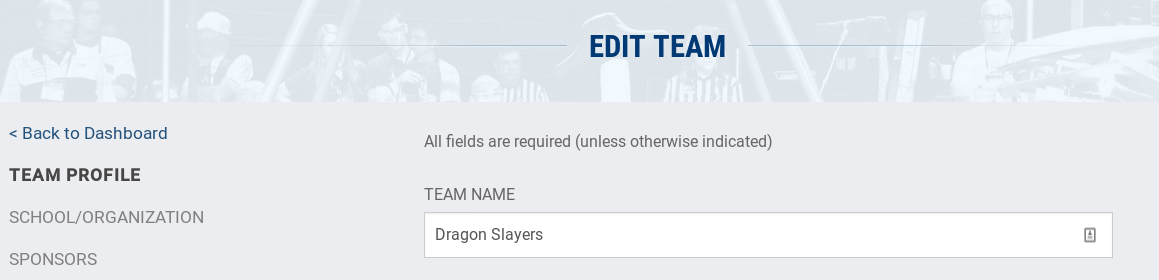 EDIT TEAM
< Back to Dashboard
TEAM PROFILE
SCHOOL/ORGANIZATION
SPONSORS
All fields are required (unless otherwise indicated)
TEAM NAME
Dragon Slayers